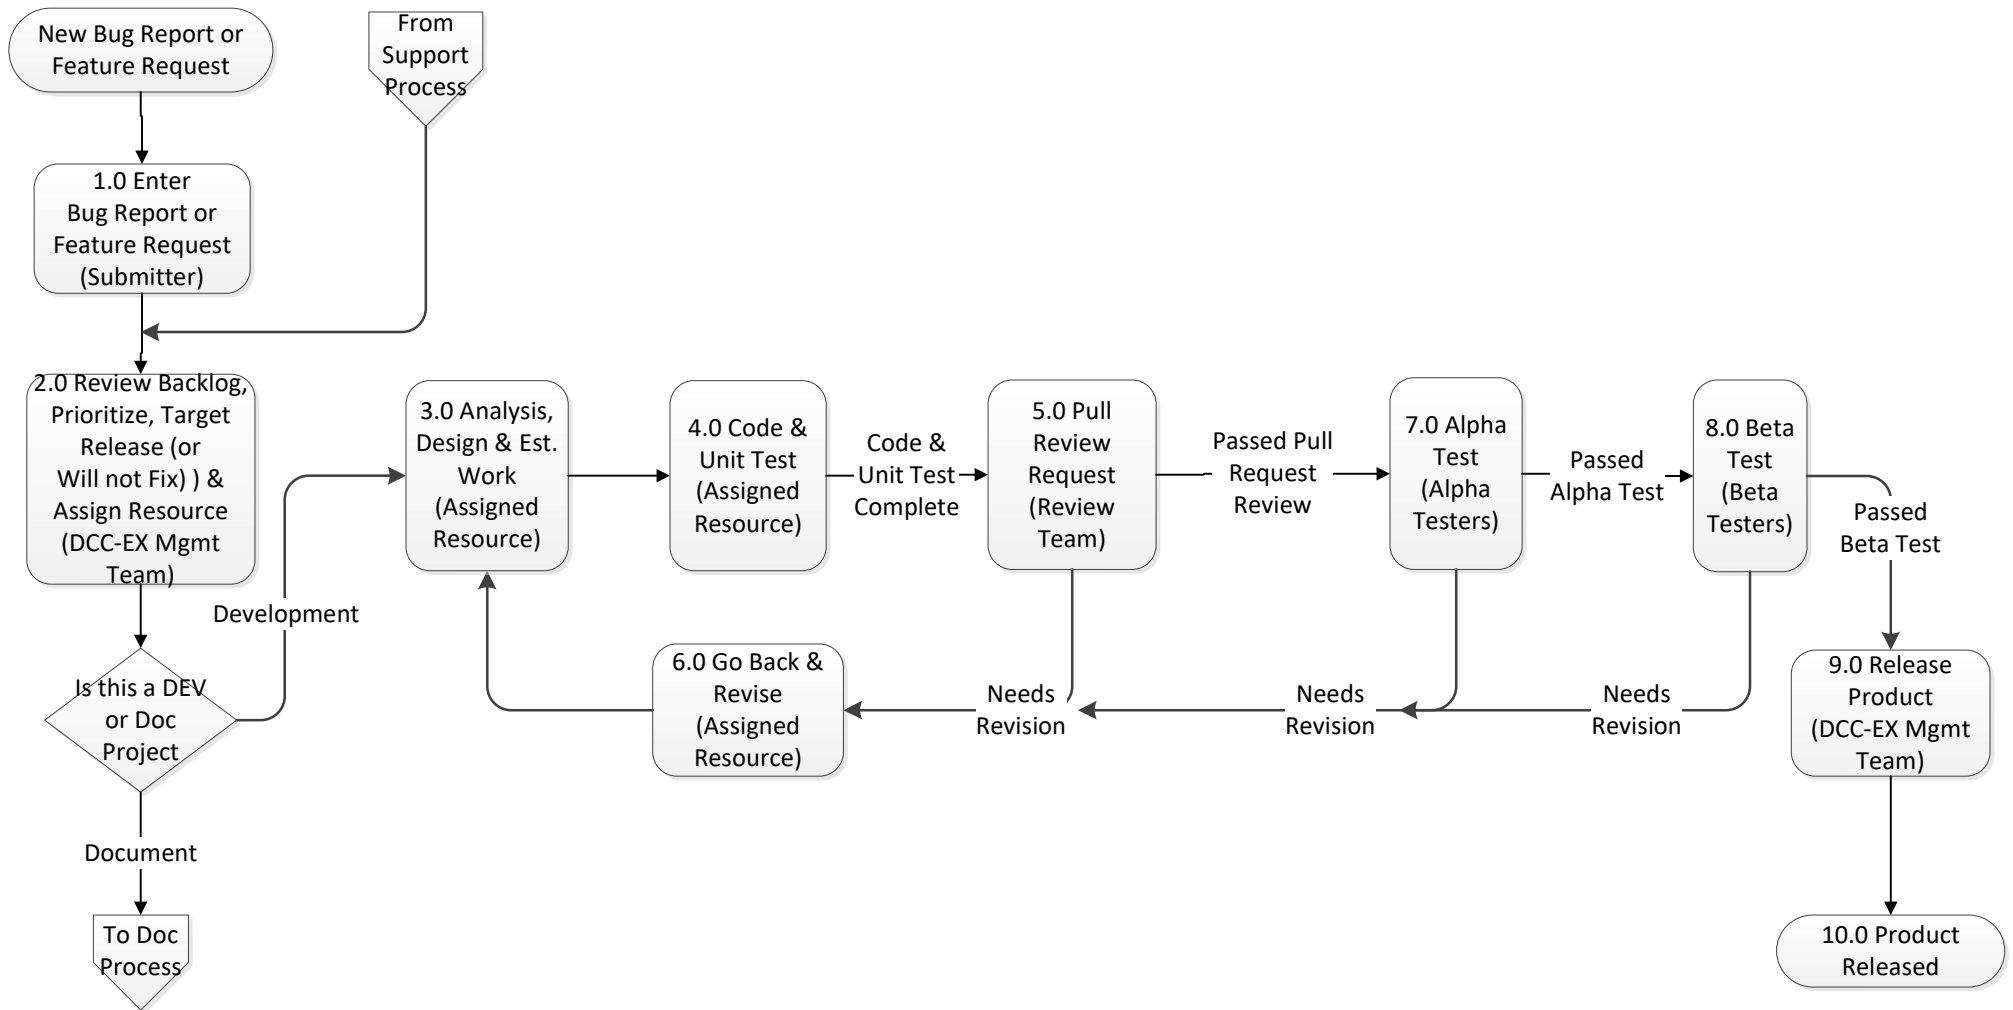 New Bug Report or
Feature Request
From
Support
Process
1.0 Enter
Bug Report or
Feature Request
(Submitter)
2.0 Review Backlog,
Prioritize, Target
Release (or
Will not Fix) ) &
Assign Resource
(DCC-EX Mgmt
Team)
Is this a DEV
or Doc
Project
Development
Document
To Doc
Process
3.0 Analysis,
Design & Est.
Work
(Assigned
Resource)
4.0 Code &
Unit Test
(Assigned
Resource)
Code &
Unit Test
Complete
5.0 Pull
Review
Request
(Review
Team)
Passed Pull
Request
Review
7.0 Alpha
Test
(Alpha
Testers)
Passed
Alpha Test
8.0 Beta
Test
(Beta
Testers)
Passed
Beta Test
6.0 Go Back &
Revise
(Assigned
Resource)
Needs
Revision
Needs
Revision
Needs
Revision
9.0 Release
Product
(DCC-EX Mgmt
Team)
10.0 Product
Released